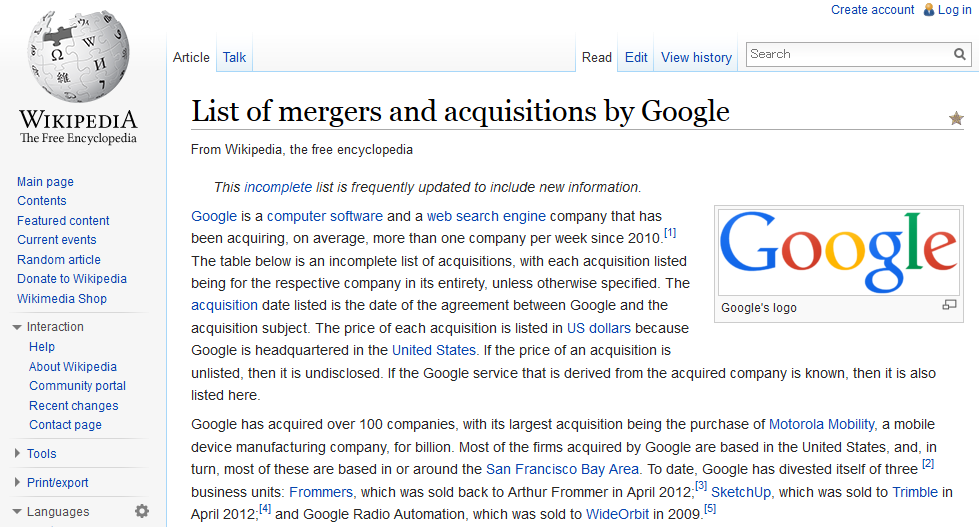 Create account Log in
Article Talk Read Edit View history Search
WIKIPEDIA
The Free Encyclopedia
Main page
Contents
Featured content
Current events
Random article
Donate to Wikipedia
Wikimedia Shop
Interaction
Help
About Wikipedia
Community portal
Recent changes
Contact page
Tools
Print/export
Languages
List of mergers and acquisitions by Google
From Wikipedia, the free encyclopedia
This incomplete list is frequently updated to include new information.
Google is a computer software and a web search engine company that has
been acquiring, on average, more than one company per week since 2010.[1]
The table below is an incomplete list of acquisitions, with each acquisition listed
being for the respective company in its entirety, unless otherwise specified. The
acquisition date listed is the date of the agreement between Google and the
acquisition subject. The price of each acquisition is listed in US dollars because
Google is headquartered in the United States. If the price of an acquisition is
unlisted, then it is undisclosed. If the Google service that is derived from the acquired company is known, then it is also
listed here.
Google
Google's logo
Google has acquired over 100 companies, with its largest acquisition being the purchase of Motorola Mobility, a mobile
device manufacturing company, for billion. Most of the firms acquired by Google are based in the United States, and, in
turn, most of these are based in or around the San Francisco Bay Area. To date, Google has divested itself of three [2]
business units: Frommers, which was sold back to Arthur Frommer in April 2012;[3] SketchUp, which was sold to Trimble in
April 2012;[4] and Google Radio Automation, which was sold to WideOrbit in 2009.[5]